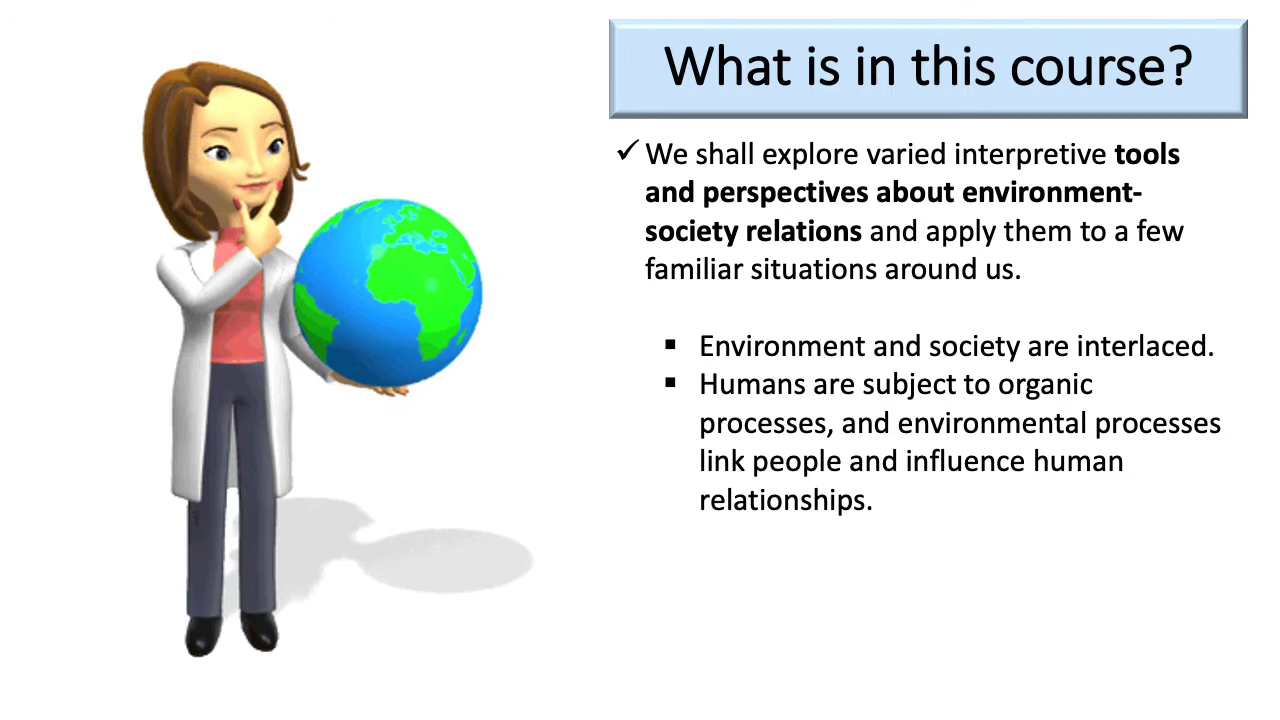 What is in this course?
✓ We shall explore varied interpretive tools
and perspectives about environment-
society relations and apply them to a few
familiar situations around us.
▪ Environment and society are interlaced.
▪ Humans are subject to organic
processes, and environmental processes
link people and influence human
relationships.